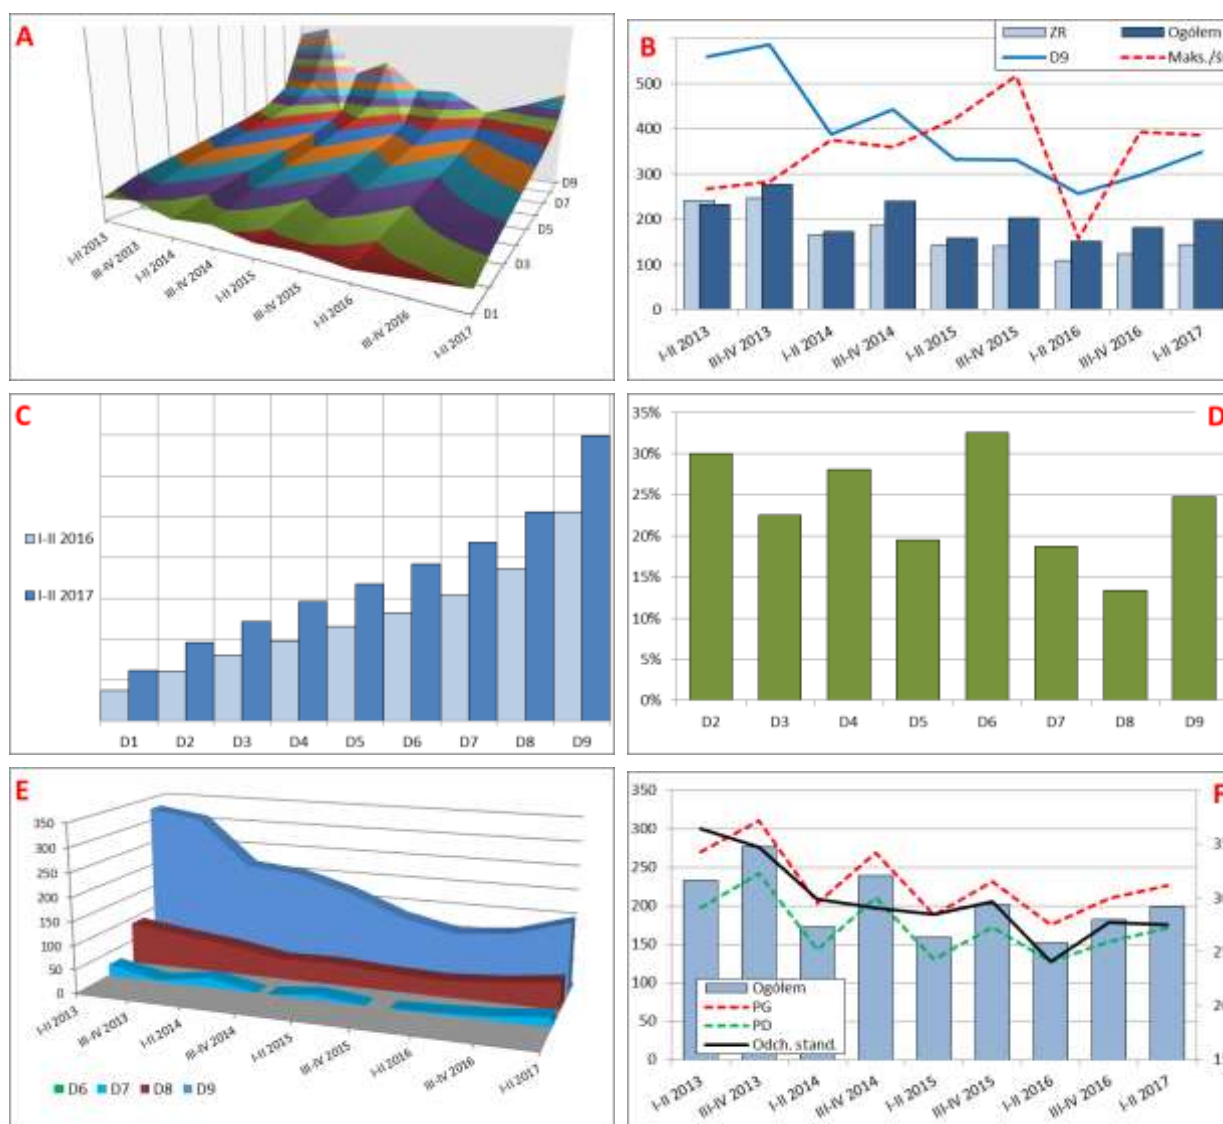 A
I-II 2013
III-IV 2013
I-II 2014
III-IV 2014
I-II 2015
III-IV 2015
I-II 2016
III-IV 2016
I-II 2017
D1
D3
D5
D7
D9
B
ZR
Ogółem
D9
500
400
300
200
100
0
I-II 2013
III-IV 2013
I-II 2014
III-IV 2014
I-II 2015
III-IV 2015
I-II 2016
III-IV 2016
I-II 2017
C
I-II 2016
I-II 2017
D1 D2 D3 D4 D5 D6 D7 D8 D9
D
35%
30%
25%
20%
15%
10%
5%
0%
D2 D3 D4 D5 D6 D7 D8 D9
E
350
300
250
200
150
100
50
0
I-II 2013
III-IV 2013
I-II 2014
III-IV 2014
I-II 2015
III-IV 2015
I-II 2016
III-IV 2016
I-II 2017
D6 D7 D8 D9
F
350
300
250
200
150
100
50
0
Ogółem
PG
PD
Odch. stand.
I-II 2013
III-IV 2013
I-II 2014
III-IV 2014
I-II 2015
III-IV 2015
I-II 2016
III-IV 2016
I-II 2017